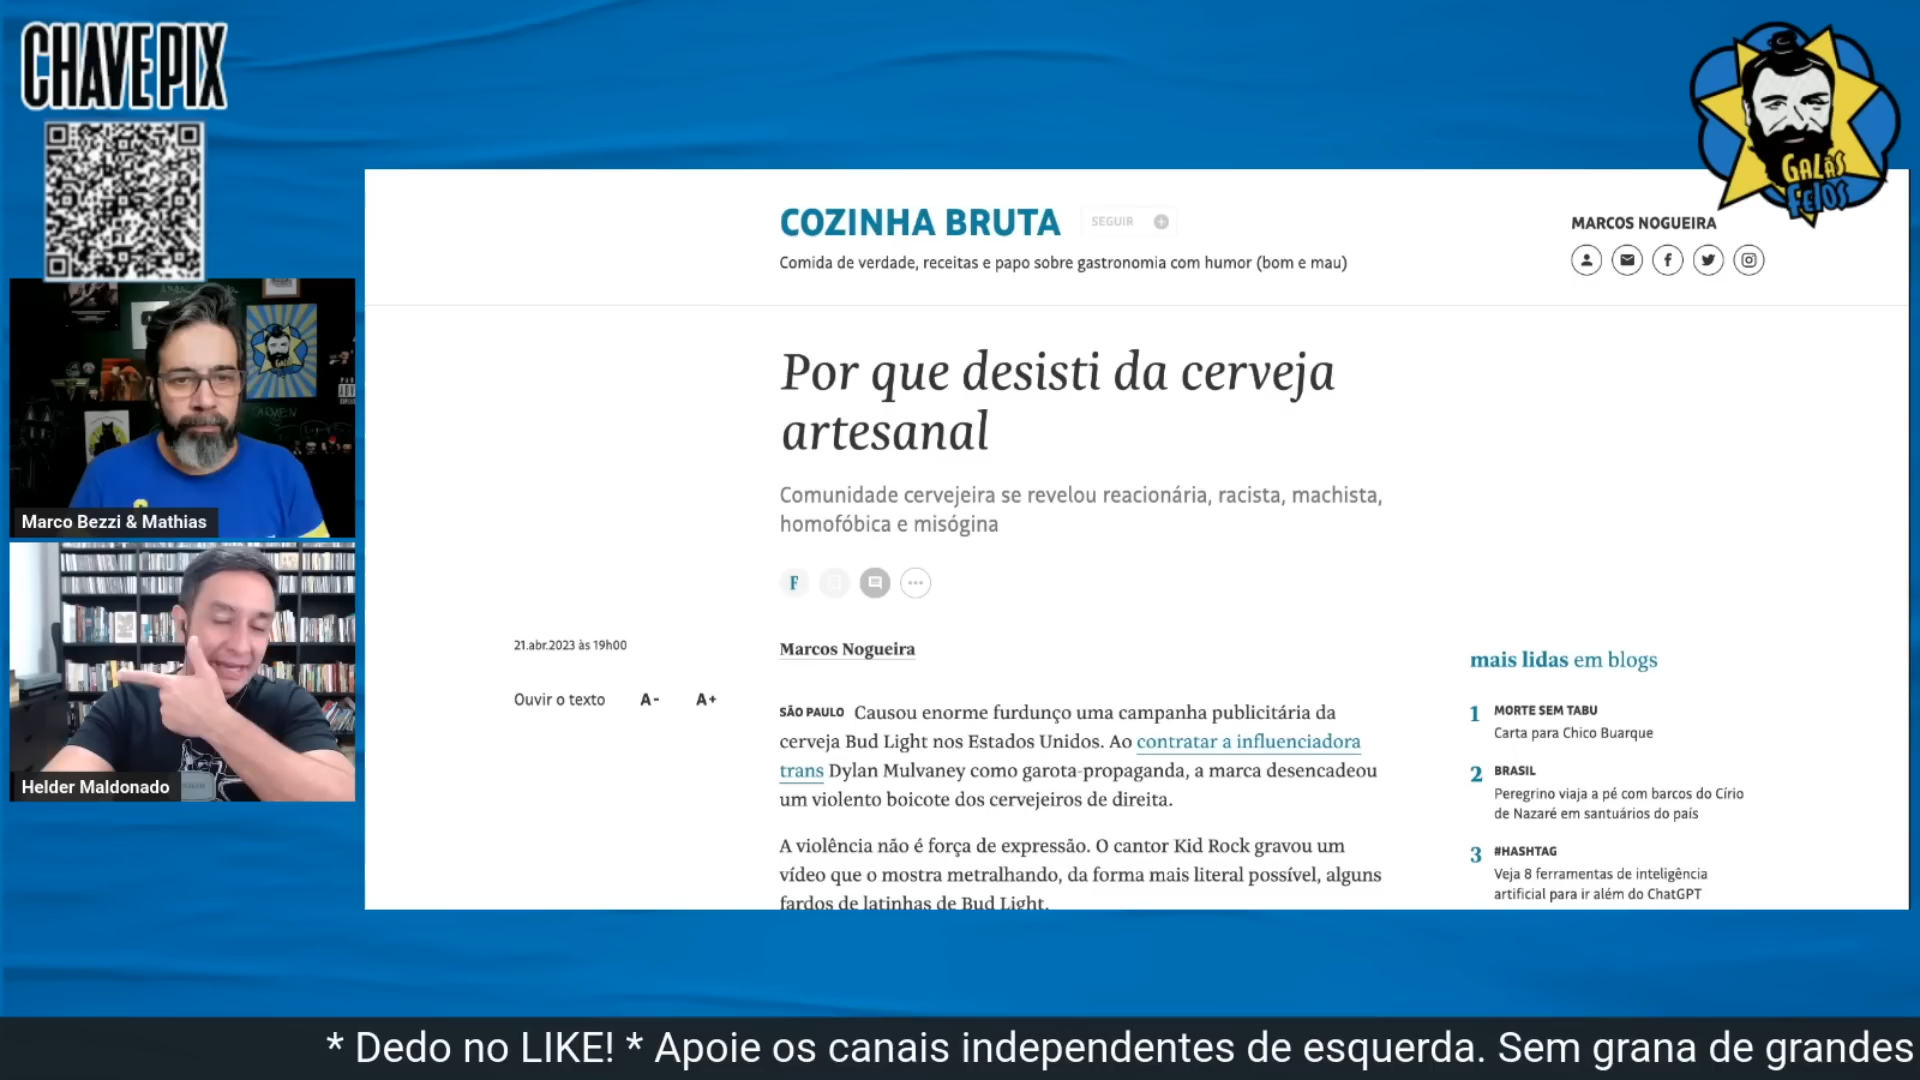 CHAVE PIX
GALÃS
FEIOS
COZINHA BRUTA
SEGUIR
Comida de verdade, receitas e papo sobre gastronomia com humor (bom e mau)
MARCOS NOGUEIRA
Por que desisti da cerveja
artesanal
Comunidade cervejeira se revelou reacionária, racista, machista,
homofóbica e misógina
F
21.abr.2023 às 19h00
Ouvir o texto A- A+
Marcos Nogueira
SÃO PAULO Causou enorme furdunço uma campanha publicitária da
cerveja Bud Light nos Estados Unidos. Ao contratar a influenciadora
trans Dylan Mulvaney como garota-propaganda, a marca desencadeou
um violento boicote dos cervejeiros de direita.
A violência não é força de expressão. O cantor Kid Rock gravou um
vídeo que o mostra metralhando, da forma mais literal possível, alguns
fardos de latinhas de Bud Light.
mais lidas em blogs
1 MORTE SEM TABU
Carta para Chico Buarque
2 BRASIL
Peregrino viaja a pé com barcos do Círio
de Nazaré em santuários do país
3 #HASHTAG
Veja 8 ferramentas de inteligência
artificial para ir além do ChatGPT
Marco Bezzi & Mathias
Helder Maldonado
* Dedo no LIKE! * Apoie os canais independentes de esquerda. Sem grana de grandes